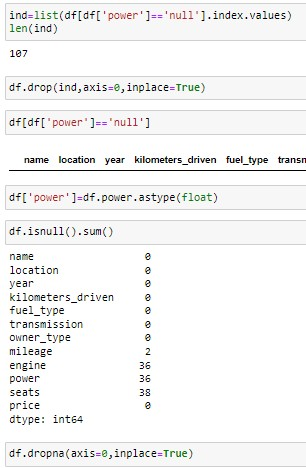 ind=list(df[df['power']=='null'].index.values)
len(ind)
107
df.drop(ind,axis=0,inplace=True)
df[df['power']=='null']
name location year kilometers_driven fuel_type transn
df['power']=df.power.astype(float)
df.isnull().sum()
name 0
location 0
year 0
kilometers_driven 0
fuel_type 0
transmission 0
owner_type 0
mileage 2
engine 36
power 36
seats 38
price 0
dtype: int64
df.dropna(axis=0,inplace=True)